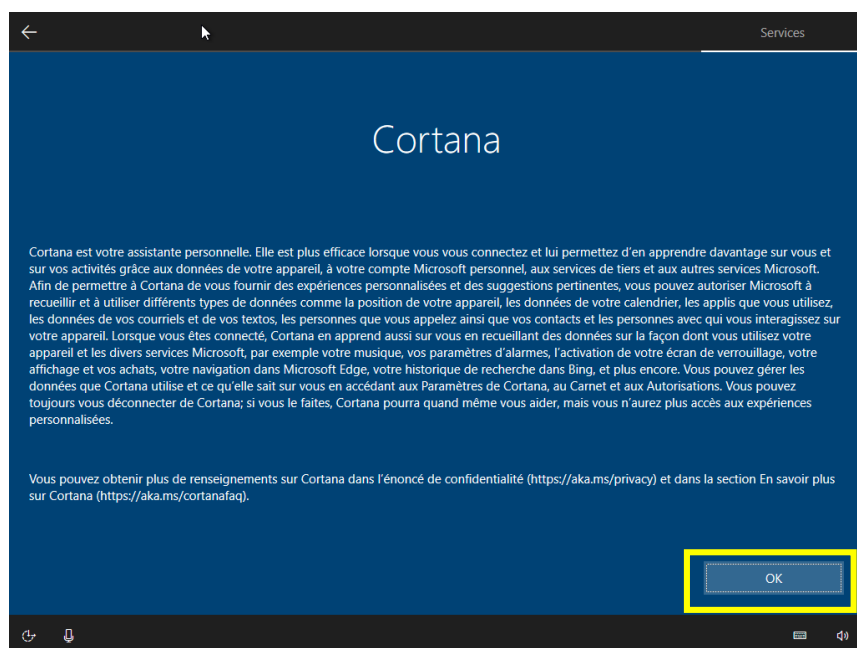 Services
Cortana
Cortana est votre assistante personnelle. Elle est plus efficace lorsque vous vous connectez et lui permettez d'en apprendre davantage sur vous et
sur vos activités grâce aux données de votre appareil, à votre compte Microsoft personnel, aux services de tiers et aux autres services Microsoft.
Afin de permettre à Cortana de vous fournir des expériences personnalisées et des suggestions pertinentes, vous pouvez autoriser Microsoft à
recueillir et à utiliser différents types de données comme la position de votre appareil, les données de votre calendrier, les applis que vous utilisez,
les données de vos courriels et de vos textos, les personnes que vous appelez ainsi que vos contacts et les personnes avec qui vous interagissez sur
votre appareil. Lorsque vous êtes connecté, Cortana en apprend aussi sur vous en recueillant des données sur la façon dont vous utilisez votre
appareil et les divers services Microsoft, par exemple votre musique, vos paramètres d'alarmes, l'activation de votre écran de verrouillage, votre
affichage et vos achats, votre navigation dans Microsoft Edge, votre historique de recherche dans Bing, et plus encore. Vous pouvez gérer les
données que Cortana utilise et ce qu'elle sait sur vous en accédant aux Paramètres de Cortana, au Carnet et aux Autorisations. Vous pouvez
toujours vous déconnecter de Cortana; si vous le faites, Cortana pourra quand même vous aider, mais vous n'aurez plus accès aux expériences
personnalisées.
Vous pouvez obtenir plus de renseignements sur Cortana dans l'énoncé de confidentialité (https://aka.ms/privacy) et dans la section En savoir plus
sur Cortana (https://aka.ms/cortanafaq).
OK